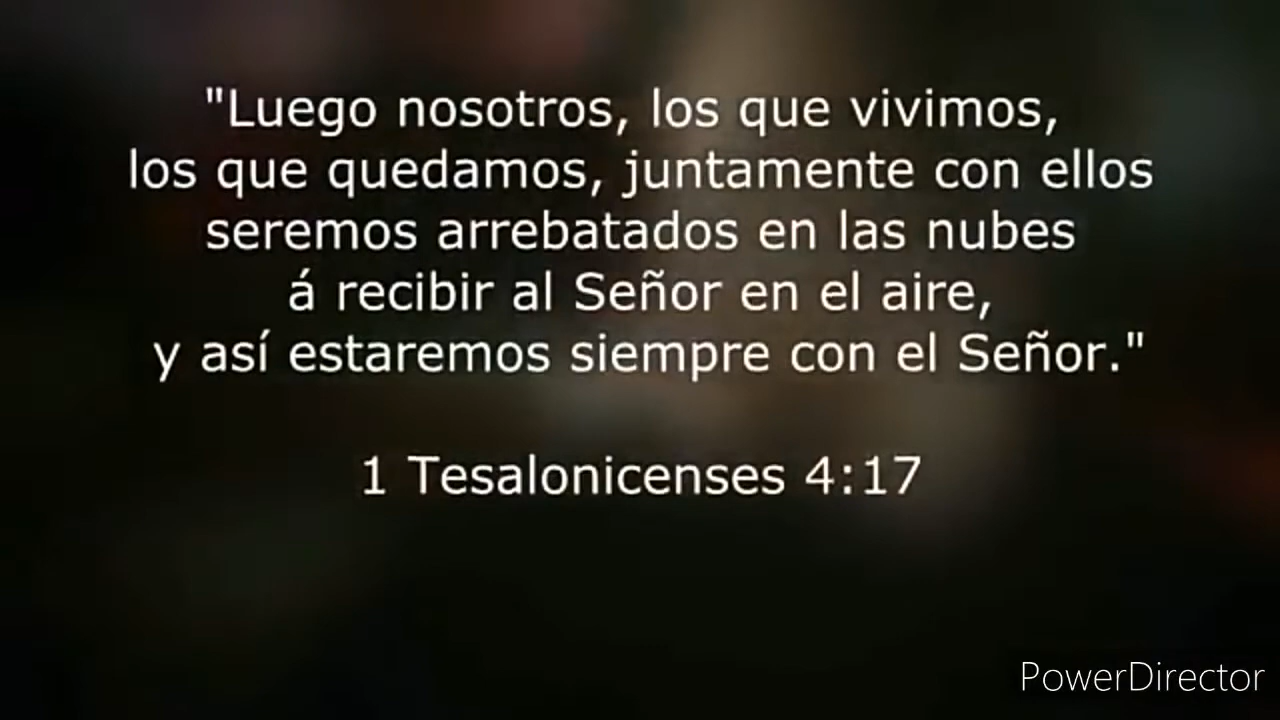 "Luego nosotros, los que vivimos,
los que quedamos, juntamente con ellos
seremos arrebatados en las nubes
á recibir al Señor en el aire,
y así estaremos siempre con el Señor."
1 Tesalonicenses 4:17
PowerDirector